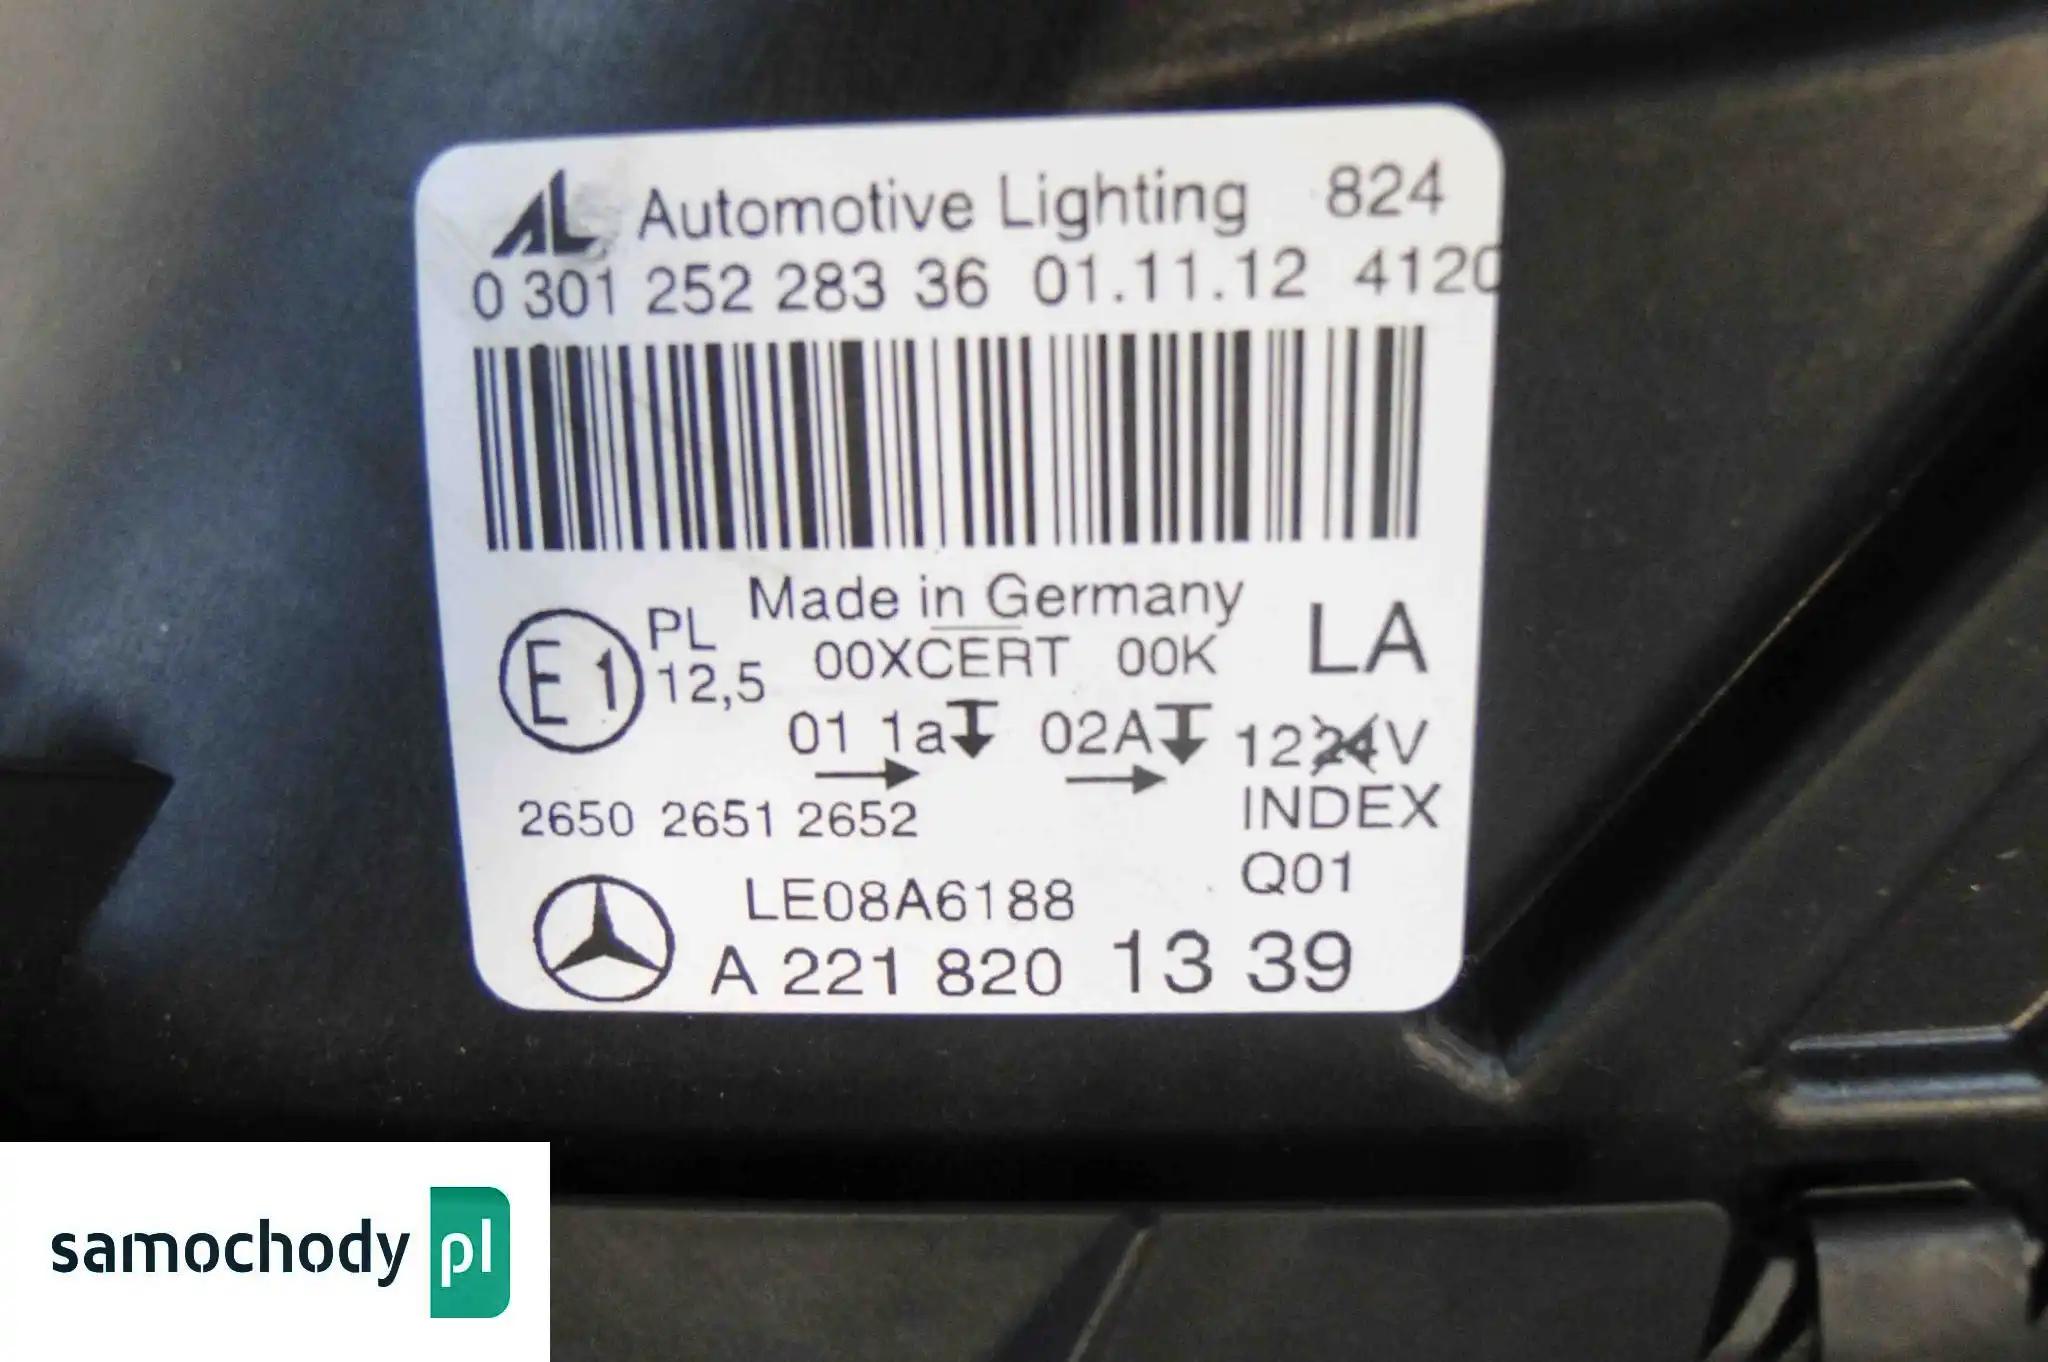 AL Automotive Lighting 824
0 301 252 283 36 01.11.12 4120
Made in Germany
E1 PL 12,5 00XCERT 00K LA
01 1a 02A 1224V
2650 2651 2652 INDEX
Q01
LE08A6188
A 221 820 13 39
samochody pl